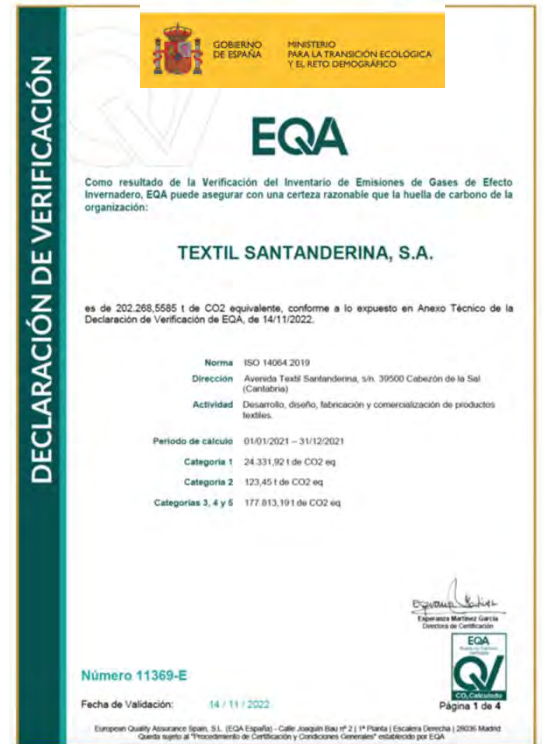 GOBIERNO
DE ESPAÑA
MINISTERIO
PARA LA TRANSICIÓN ECOLÓGICA
Y EL RETO DEMOGRÁFICO
DECLARACIÓN DE VERIFICACIÓN
EQA
Como resultado de la Verificación del Inventario de Emisiones de Gases de Efecto
Invernadero, EQA puede asegurar con una certeza razonable que la huella de carbono de la
organización:
TEXTIL SANTANDERINA, S.A.
es de 202.268,5585 t de CO2 equivalente, conforme a lo expuesto en Anexo Técnico de la
Declaración de Verificación de EQA, de 14/11/2022.
Norma ISO 14064:2019
Dirección Avenida Textil Santanderina, s/n. 39500 Cabezón de la Sal
(Cantabria)
Actividad Desarrollo, diseño, fabricación y comercialización de productos
textiles.
Periodo de cálculo 01/01/2021 – 31/12/2021
Categoría 1 24.331,92 t de CO2 eq
Categoría 2 123,45 t de CO2 eq
Categorías 3, 4 y 5 177.813,19 t de CO2 eq
Esperanza Martínez García
Directora de Certificación
EQA
CO₂ Calculado
Número 11369-E
Fecha de Validación: 14 / 11 / 2022
Página 1 de 4
European Quality Assurance Spain, S.L. (EQA España) - Calle Joaquín Bau nº 2 | 1ª Planta | Escalera Derecha | 28036 Madrid
Queda sujeto al "Procedimiento de Certificación y Condiciones Generales" establecido por EQA